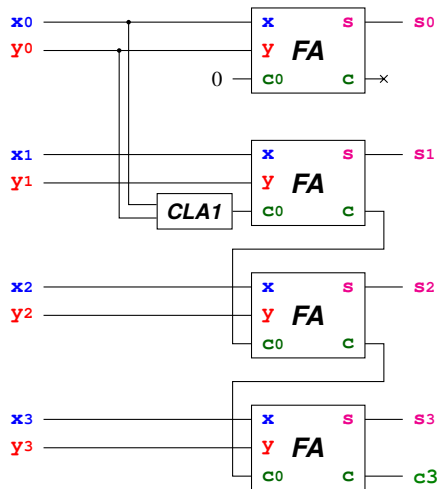 x0 x s s0
y0 y FA
0 c0 c ×
x1 x s s1
y1 y FA
CLA1 c0 c
x2 x s s2
y2 y FA
c0 c
x3 x s s3
y3 y FA
c0 c c3